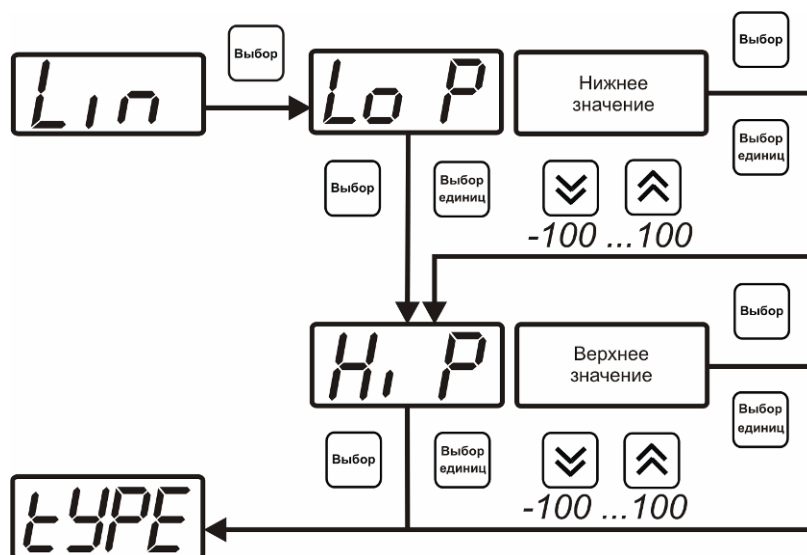 Выбор
Выбор
Lin
Lo P
Нижнее
значение
Выбор
Выбор
единиц
Выбор
единиц
-100 ...100
Выбор
Hi P
Верхнее
значение
Выбор
единиц
Выбор
Выбор
единиц
-100 ...100
tYPE